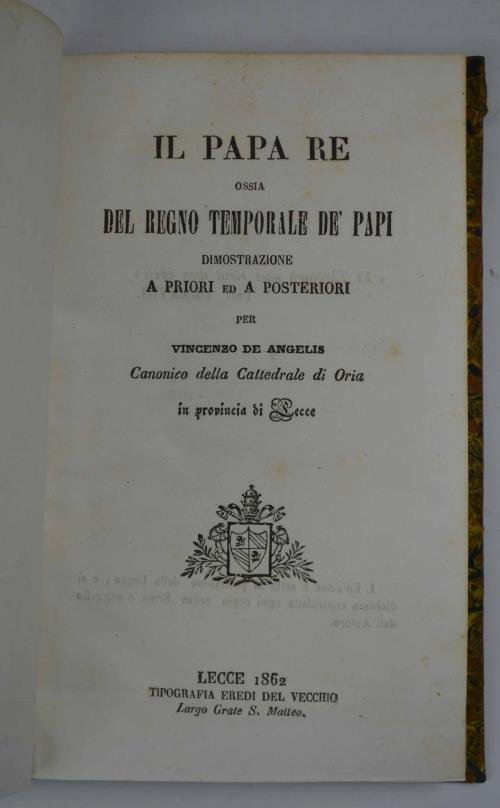 IL PAPA RE
OSSIA
DEL REGNO TEMPORALE DE' PAPI
DIMOSTRAZIONE
A PRIORI ED A POSTERIORI
PER
VINCENZO DE ANGELIS
Canonico della Cattedrale di Oria
in provincia di Lecce
LECCE 1862
TIPOGRAFIA EREDI DEL VECCHIO
Largo Grate S. Matteo.